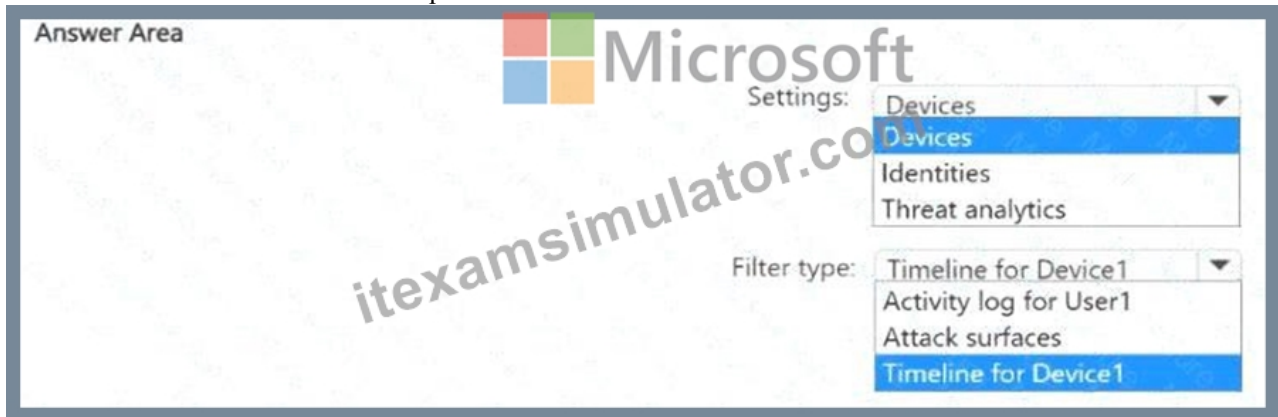 Answer Area
Microsoft
Settings: Devices
Devices
Identities
Threat analytics
itexamsimulator.com
Filter type: Timeline for Device1
Activity log for User1
Attack surfaces
Timeline for Device1